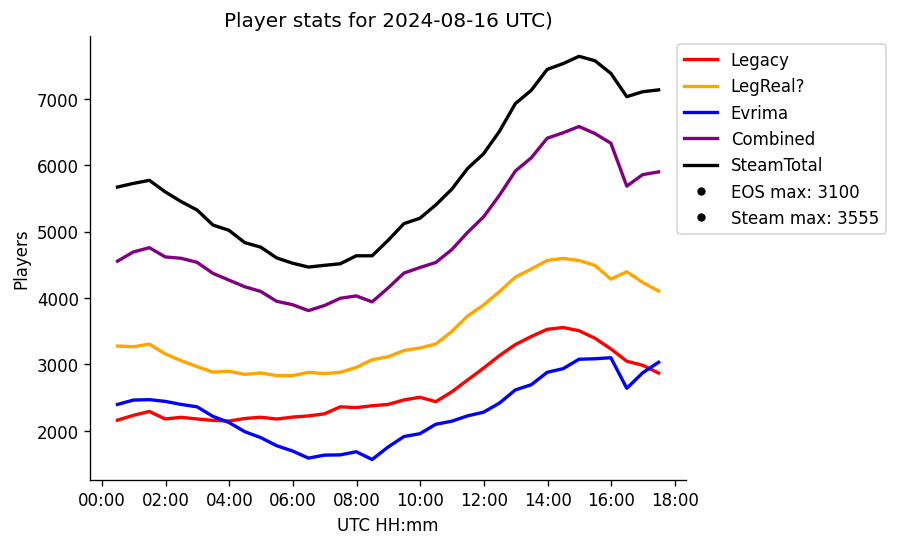 Player stats for 2024-08-16 UTC)
Legacy
LegReal?
Evrima
Combined
SteamTotal
EOS max: 3100
Steam max: 3555
Players
7000
6000
5000
4000
3000
2000
00:00 02:00 04:00 06:00 08:00 10:00 12:00 14:00 16:00 18:00
UTC HH:mm